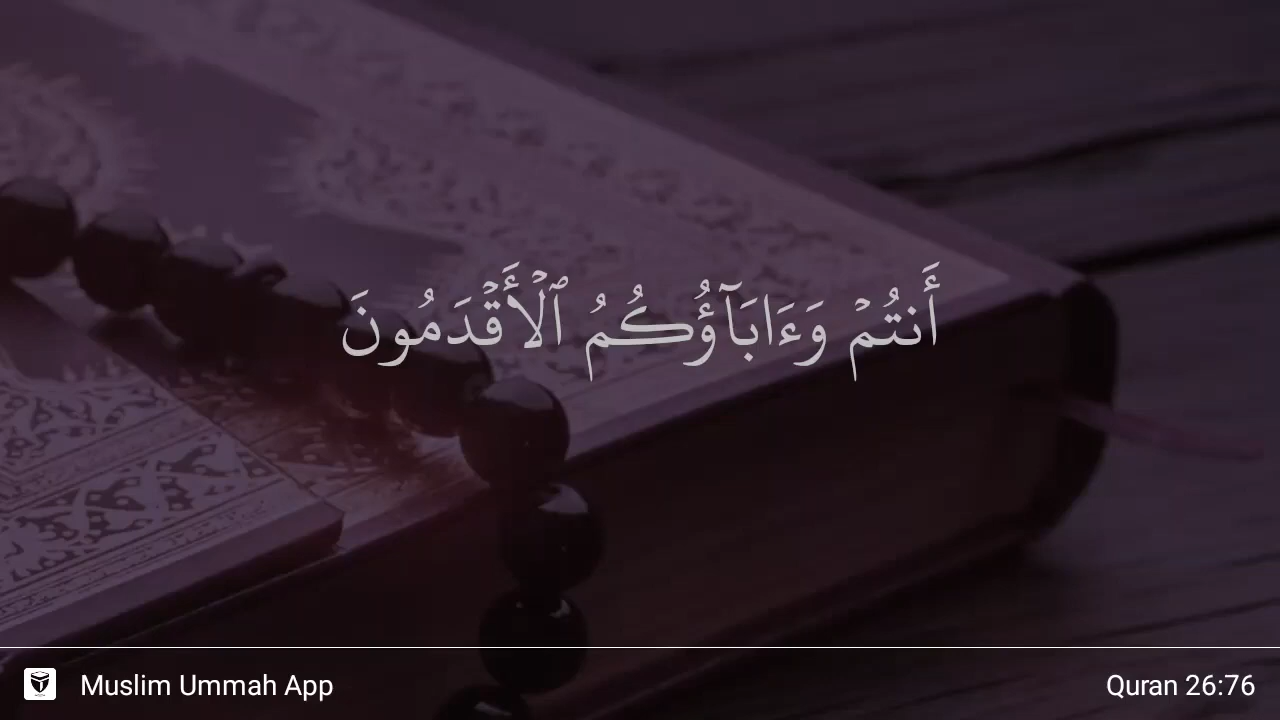 أَنتُمۡ وَءَابَآؤُكُمُ ٱلۡأَقۡدَمُونَ
Muslim Ummah App
Quran 26:76